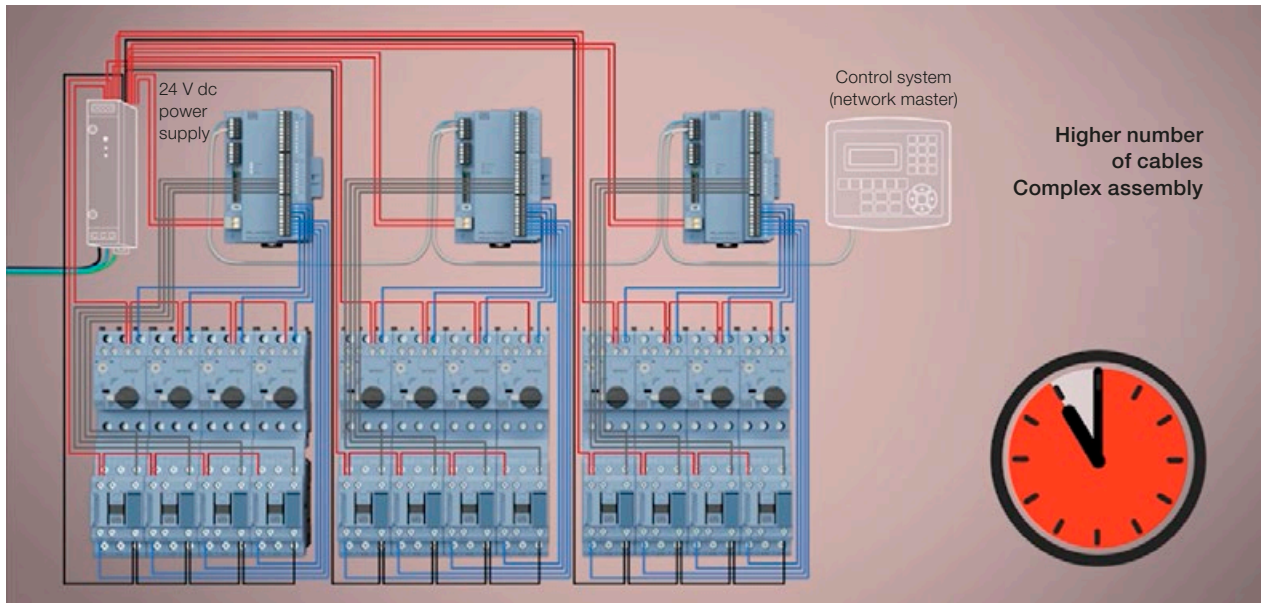 24 V dc
power
supply
Control system
(network master)
Higher number
of cables
Complex assembly